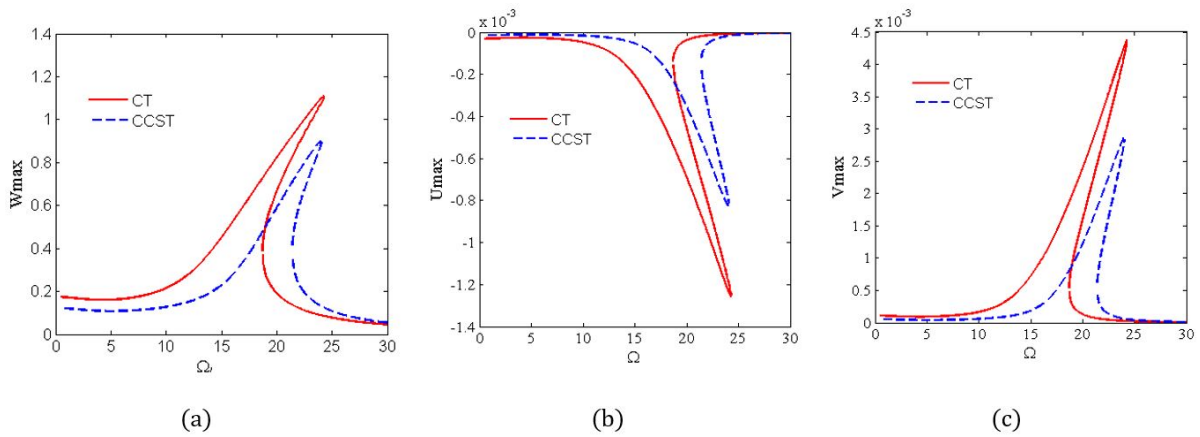 1.4
1.2
1
0.8
0.6
0.4
0.2
0
0 5 10 15 20 25 30
Wmax
Ω
CT
CCST
(a)
x 10⁻³
0
-0.2
-0.4
-0.6
-0.8
-1
-1.2
-1.4
0 5 10 15 20 25 30
Umax
Ω
CT
CCST
(b)
x 10⁻³
4.5
4
3.5
3
2.5
2
1.5
1
0.5
0
0 5 10 15 20 25 30
Vmax
Ω
CT
CCST
(c)